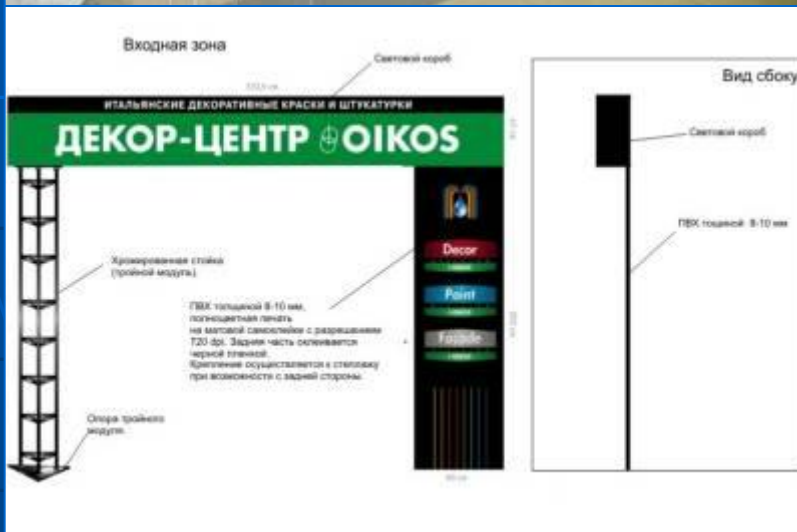 Входная зона
Световой короб
Вид сбоку
ИТАЛЬЯНСКИЕ ДЕКОРАТИВНЫЕ КРАСКИ И ШТУКАТУРКИ
ДЕКОР-ЦЕНТР OIKOS
Световой короб
ПВХ тощиной 8-10 мм
Decor
Хромированная стойка
(тройной модуль)
Paint
ПВХ толщиной 8-10 мм,
полноцветная печать
на матовой самоклейке с разрешением
720 dpi. Задняя часть оклеивается
черной пленкой.
Крепление осуществляется к стеллажу
при возможности с задней стороны.
Facade
Опора тройного
модуля